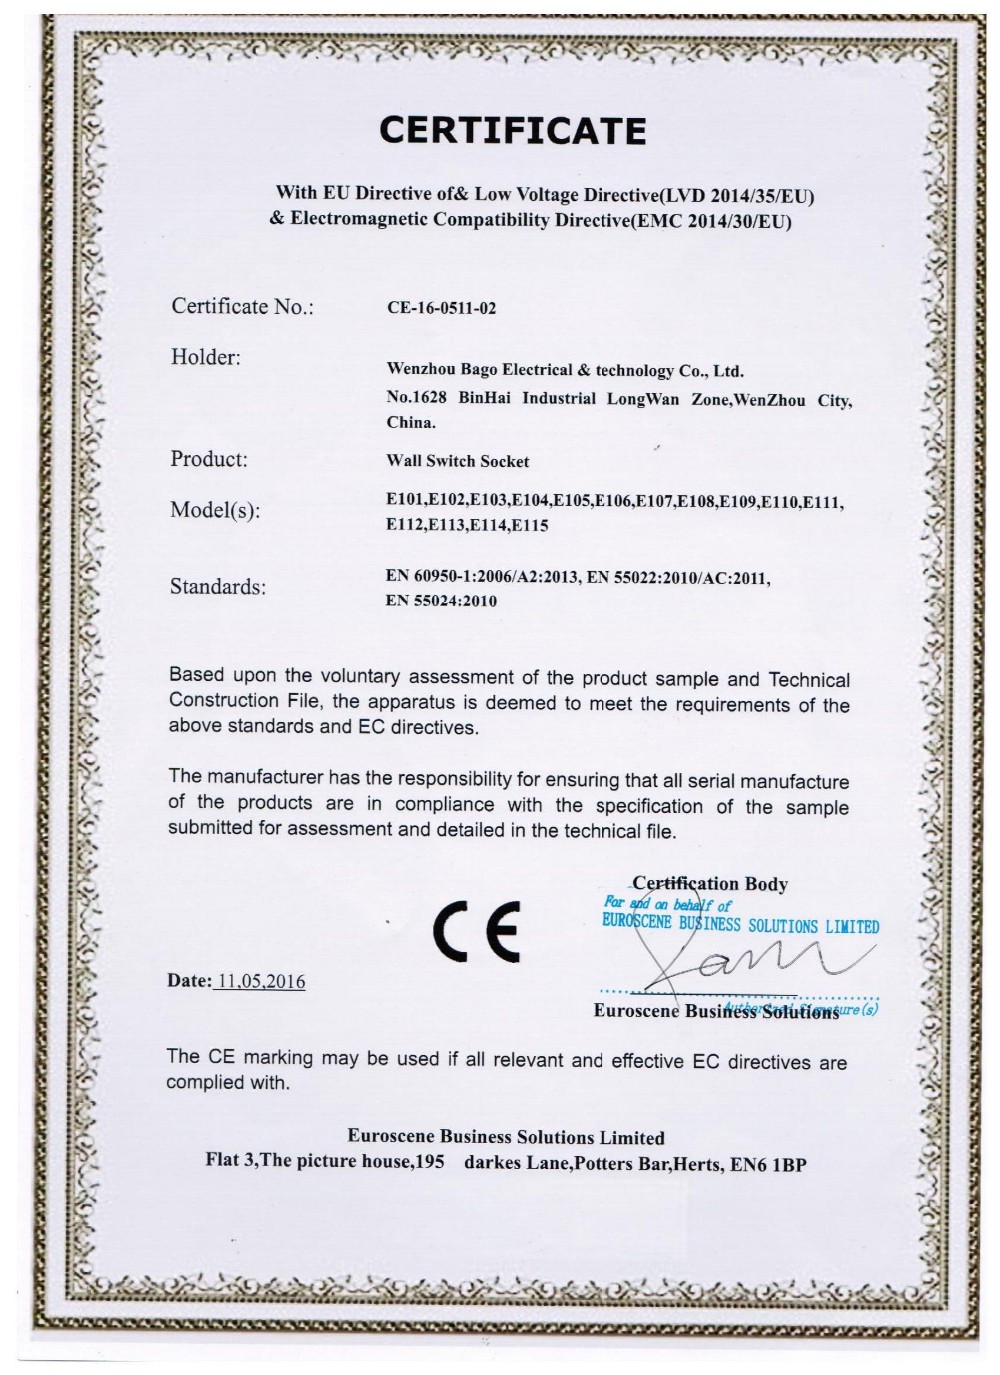 CERTIFICATE
With EU Directive of& Low Voltage Directive(LVD 2014/35/EU)
& Electromagnetic Compatibility Directive(EMC 2014/30/EU)
Certificate No.: CE-16-0511-02
Holder: Wenzhou Bago Electrical & technology Co., Ltd.
No.1628 BinHai Industrial LongWan Zone,WenZhou City,
China.
Product: Wall Switch Socket
Model(s): E101,E102,E103,E104,E105,E106,E107,E108,E109,E110,E111,
E112,E113,E114,E115
Standards: EN 60950-1:2006/A2:2013, EN 55022:2010/AC:2011,
EN 55024:2010
Based upon the voluntary assessment of the product sample and Technical
Construction File, the apparatus is deemed to meet the requirements of the
above standards and EC directives.
The manufacturer has the responsibility for ensuring that all serial manufacture
of the products are in compliance with the specification of the sample
submitted for assessment and detailed in the technical file.
Certification Body
For and on behalf of
EUROSCENE BUSINESS SOLUTIONS LIMITED
CE
Date: 11,05,2016
Authorized Signature(s)
Euroscene Business Solutions
The CE marking may be used if all relevant and effective EC directives are
complied with.
Euroscene Business Solutions Limited
Flat 3,The picture house,195 darkes Lane,Potters Bar,Herts, EN6 1BP